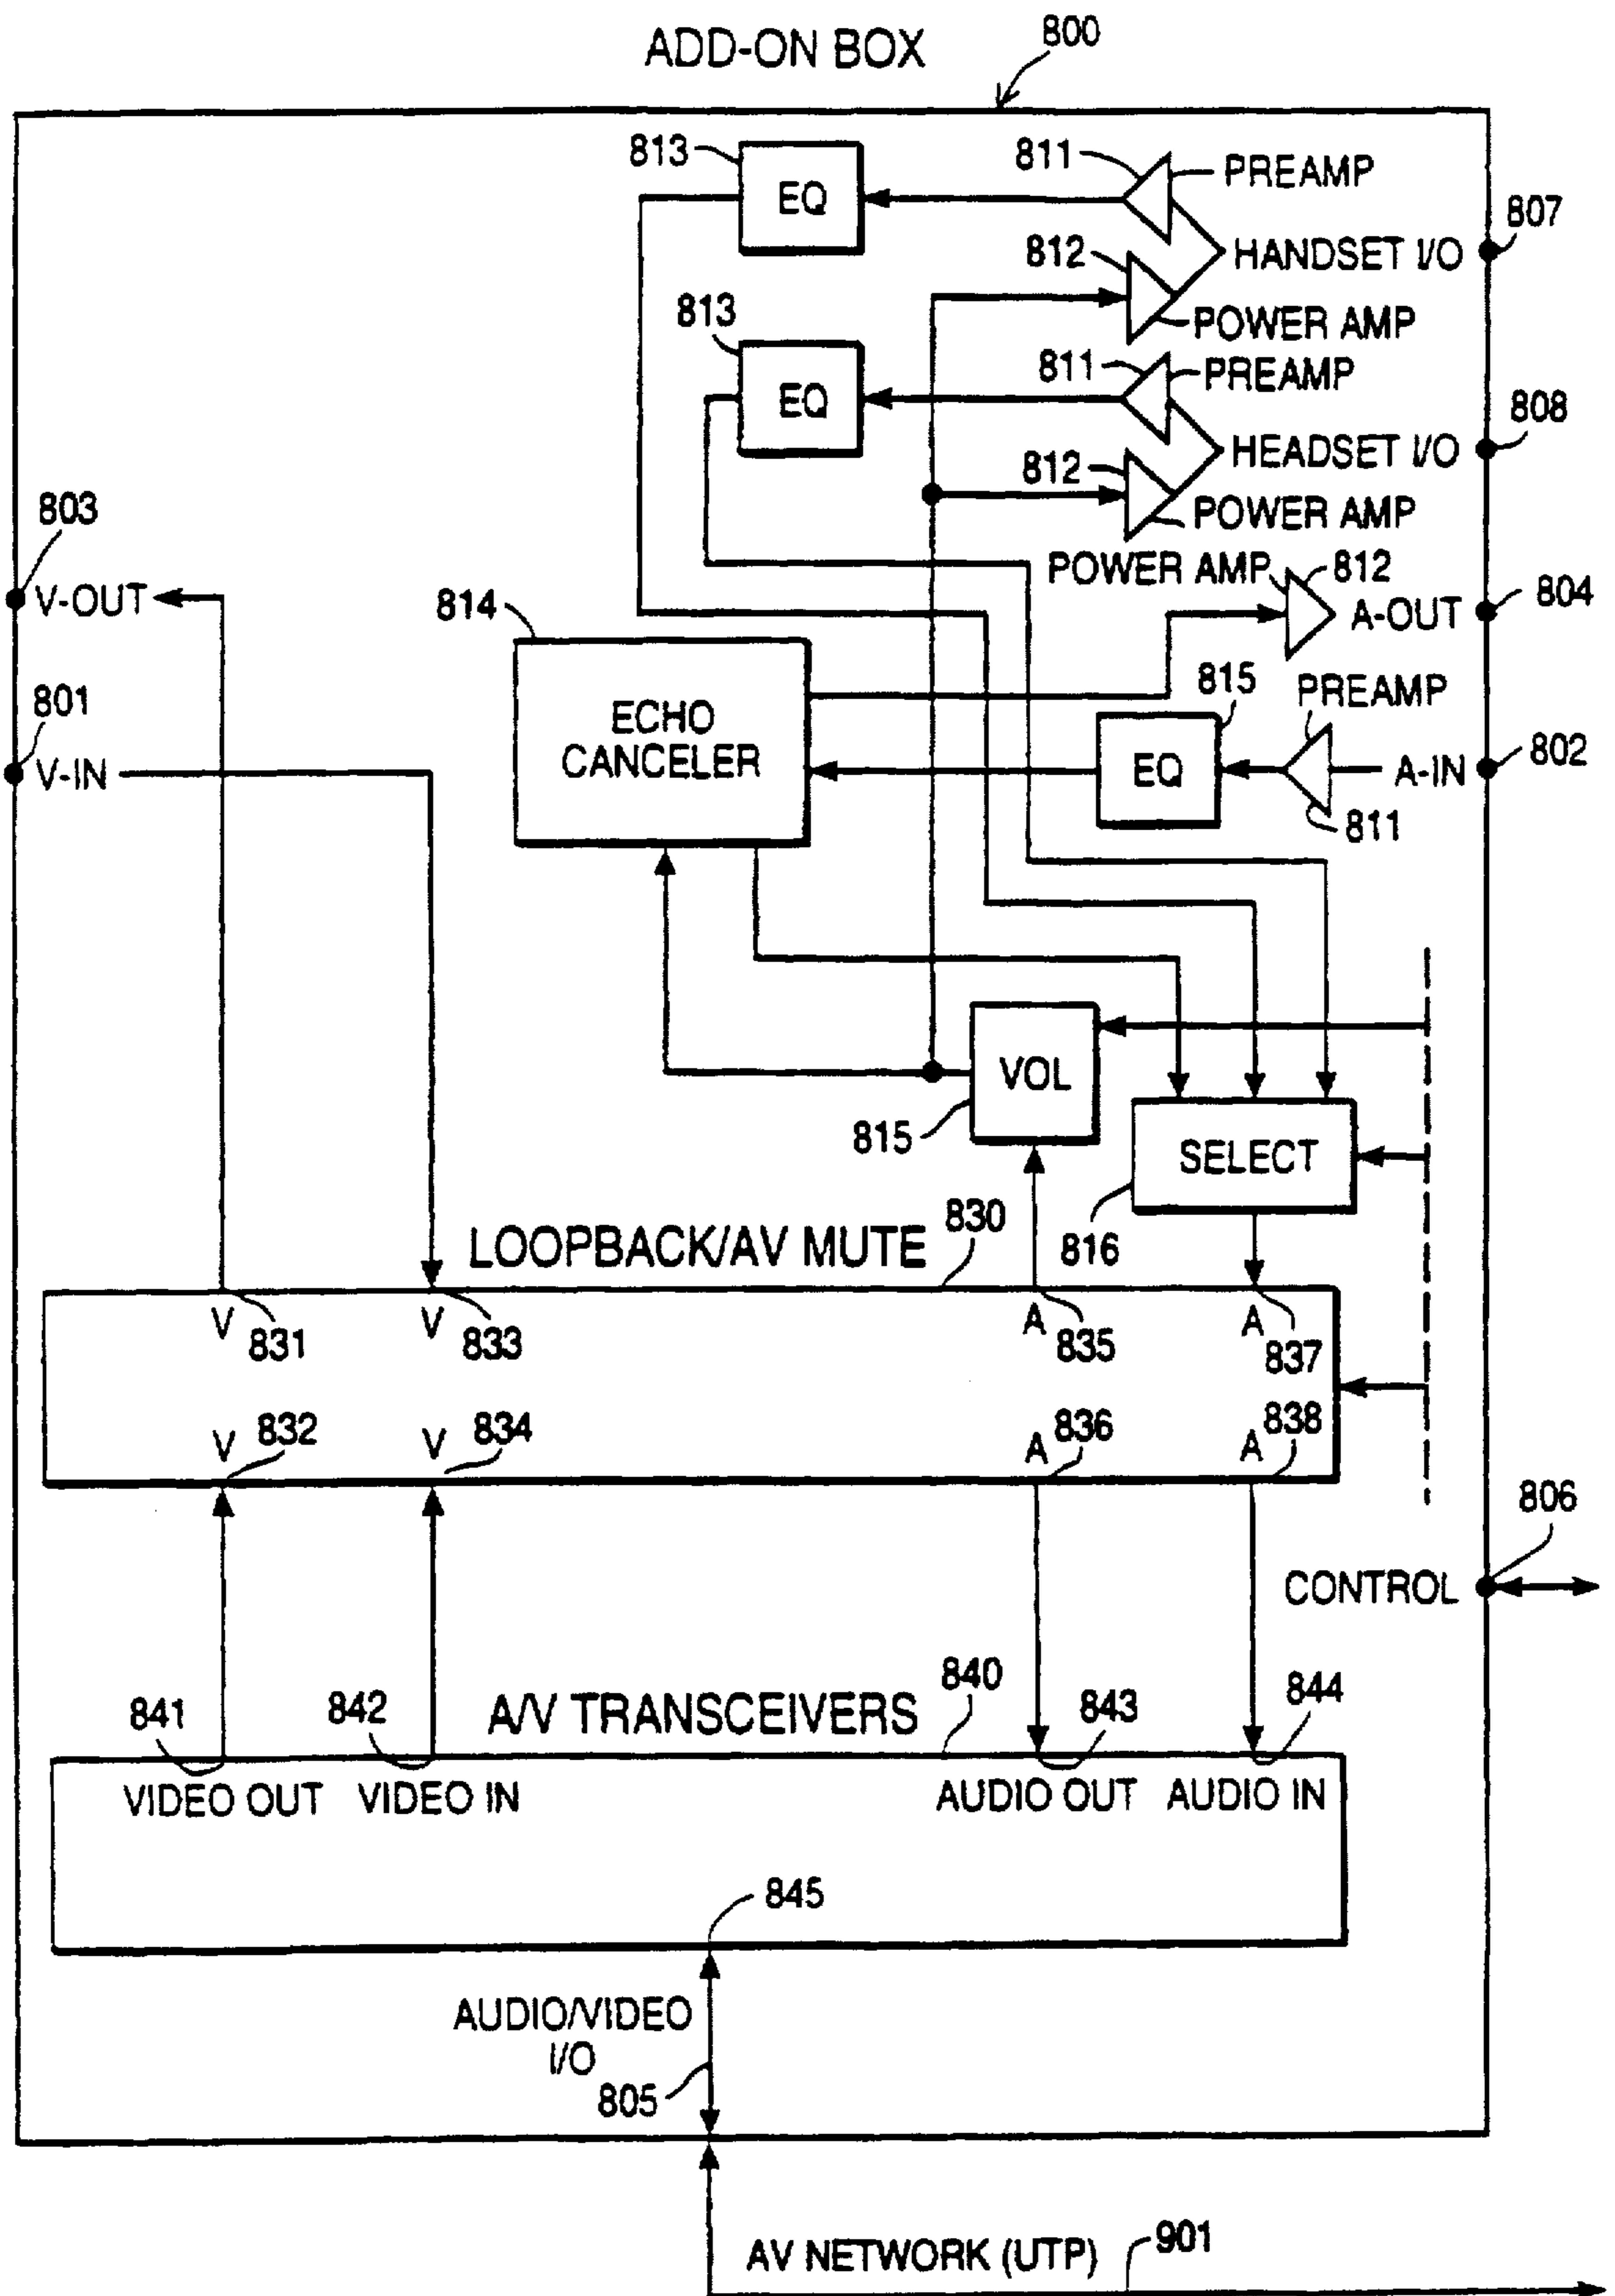 ADD-ON BOX
800
813
EQ
811
PREAMP
807
HANDSET I/O
812
POWER AMP
813
EQ
811
PREAMP
808
HEADSET I/O
812
POWER AMP
803
V-OUT
POWER AMP
812
804
A-OUT
814
ECHO
CANCELER
801
V-IN
815
EQ
PREAMP
811
A-IN
802
VOL
815
SELECT
816
LOOPBACK/AV MUTE
830
V
831
V
833
A
835
A
837
V
832
V
834
A
836
A
838
806
CONTROL
A/V TRANSCEIVERS
840
841
842
843
844
VIDEO OUT
VIDEO IN
AUDIO OUT
AUDIO IN
845
AUDIO/VIDEO
I/O
805
AV NETWORK (UTP)
901